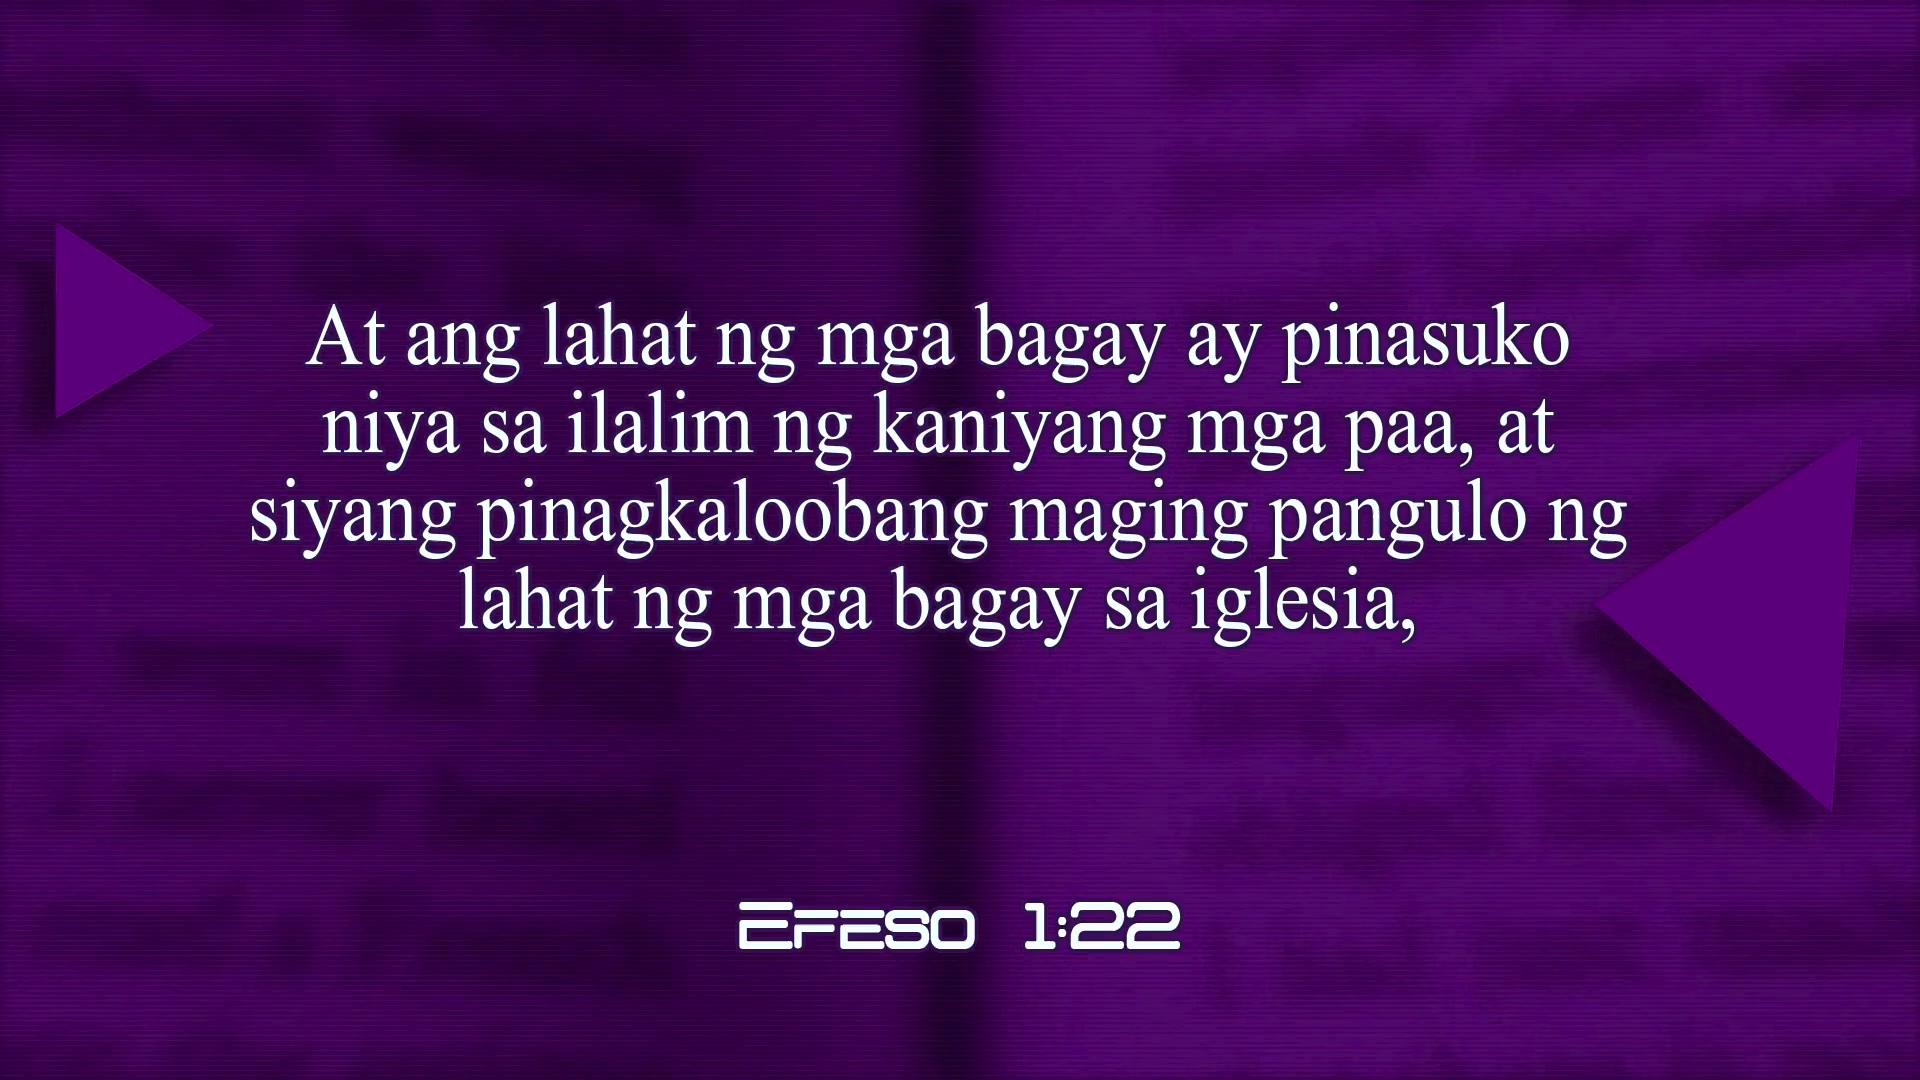 At ang lahat ng mga bagay ay pinasuko
niya sa ilalim ng kaniyang mga paa, at
siyang pinagkaloobang maging pangulo ng
lahat ng mga bagay sa iglesia,
Efeso 1:22